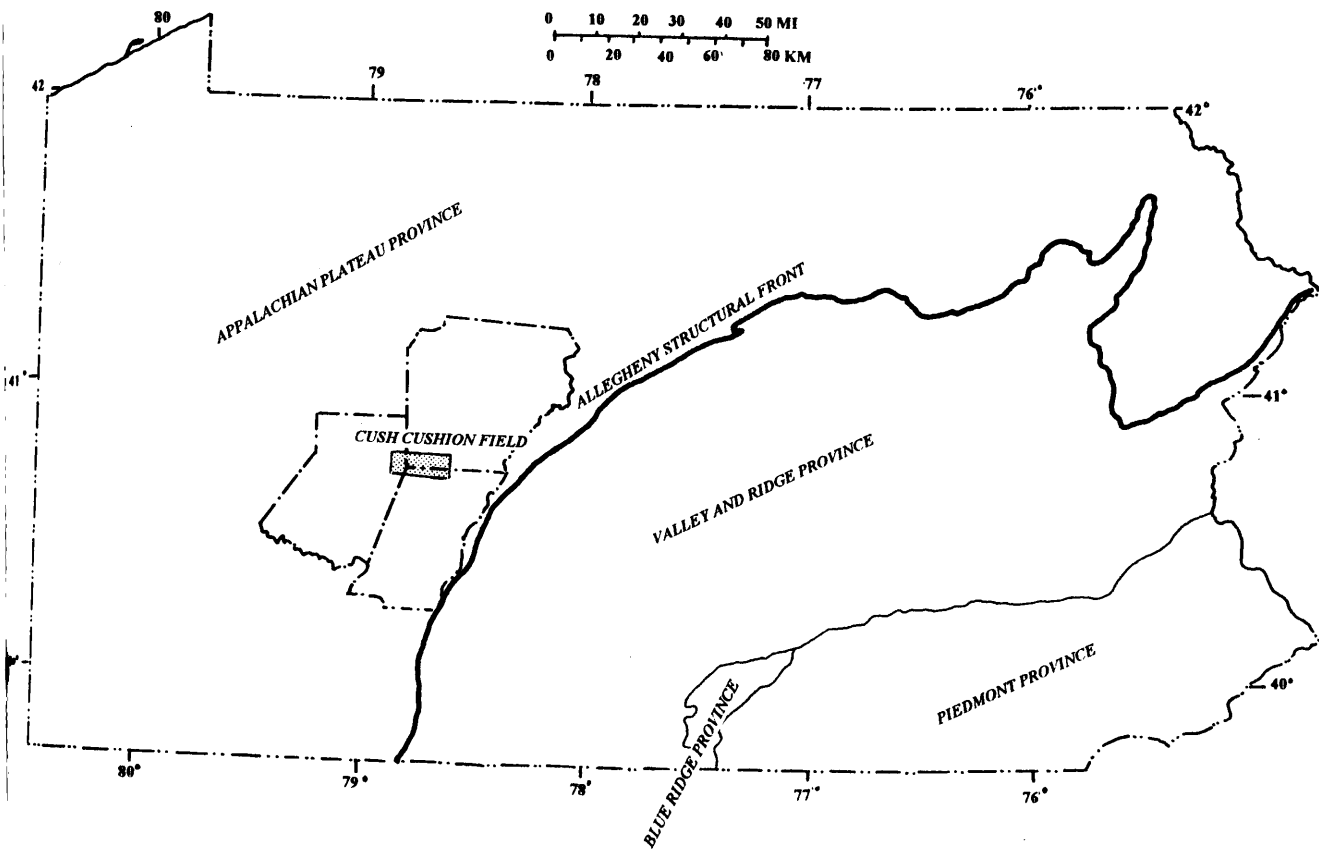 80
0 10 20 30 40 50 MI
0 20 40 60 80 KM
42
79
78
77
76°
42°
APPALACHIAN PLATEAU PROVINCE
ALLEGHENY STRUCTURAL FRONT
41°
41°
CUSH CUSHION FIELD
VALLEY AND RIDGE PROVINCE
PIEDMONT PROVINCE
40°
BLUE RIDGE PROVINCE
80°
79°
78°
77°
76°